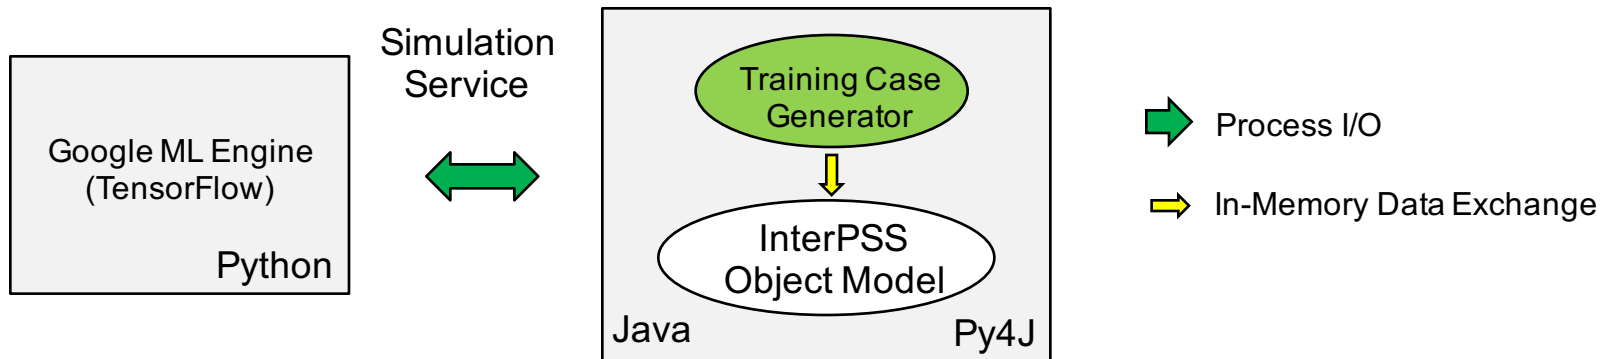 Google ML Engine
(TensorFlow)
Python
Simulation
Service
Training Case
Generator
InterPSS
Object Model
Java
Py4J
Process I/O
In-Memory Data Exchange